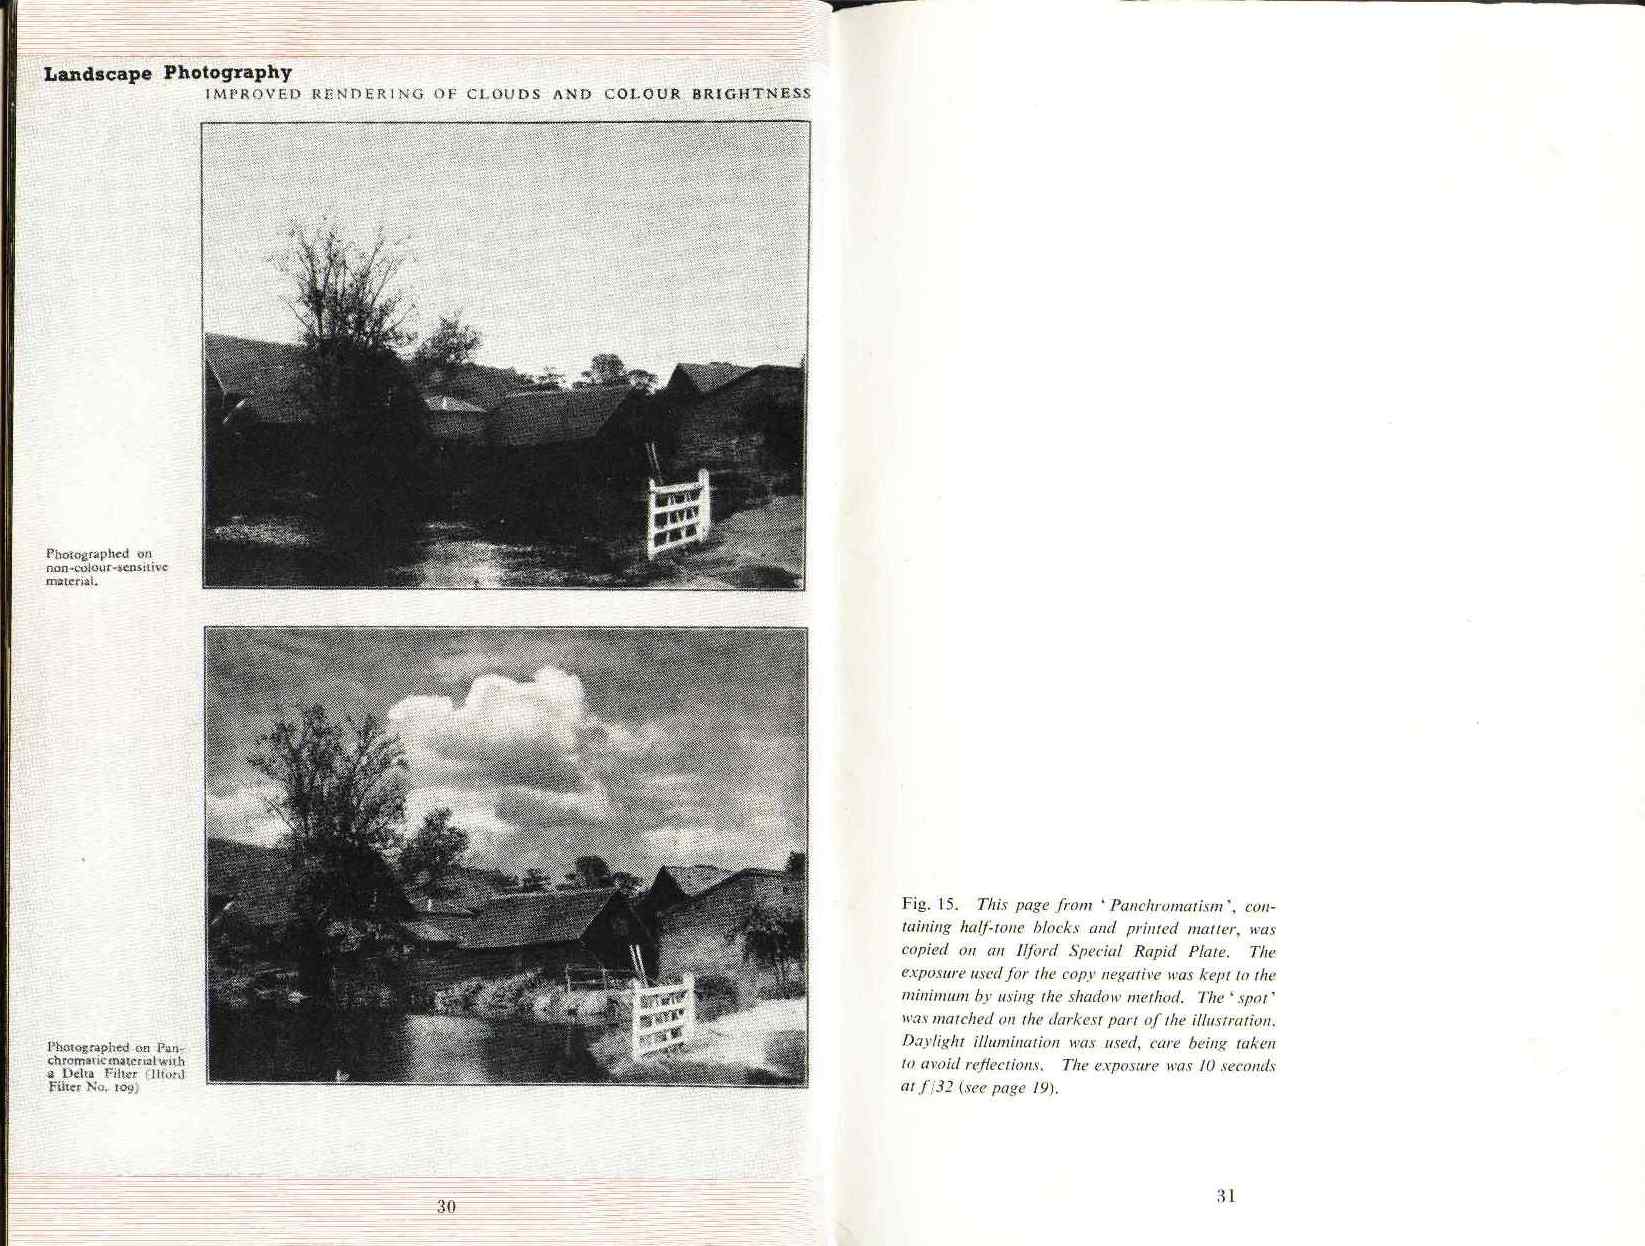 Landscape Photography
IMPROVED RENDERING OF CLOUDS AND COLOUR BRIGHTNESS
Photographed on
non-colour-sensitive
material.
Photographed on Pan-
chromatic material with
a Delta Filter (Ilford
Filter No. 109)
30
Fig. 15. This page from ‘Panchromatism’, con-
taining half-tone blocks and printed matter, was
copied on an Ilford Special Rapid Plate. The
exposure used for the copy negative was kept to the
minimum by using the shadow method. The ‘spot’
was matched on the darkest part of the illustration.
Daylight illumination was used, care being taken
to avoid reflections. The exposure was 10 seconds
at f/32 (see page 19).
31